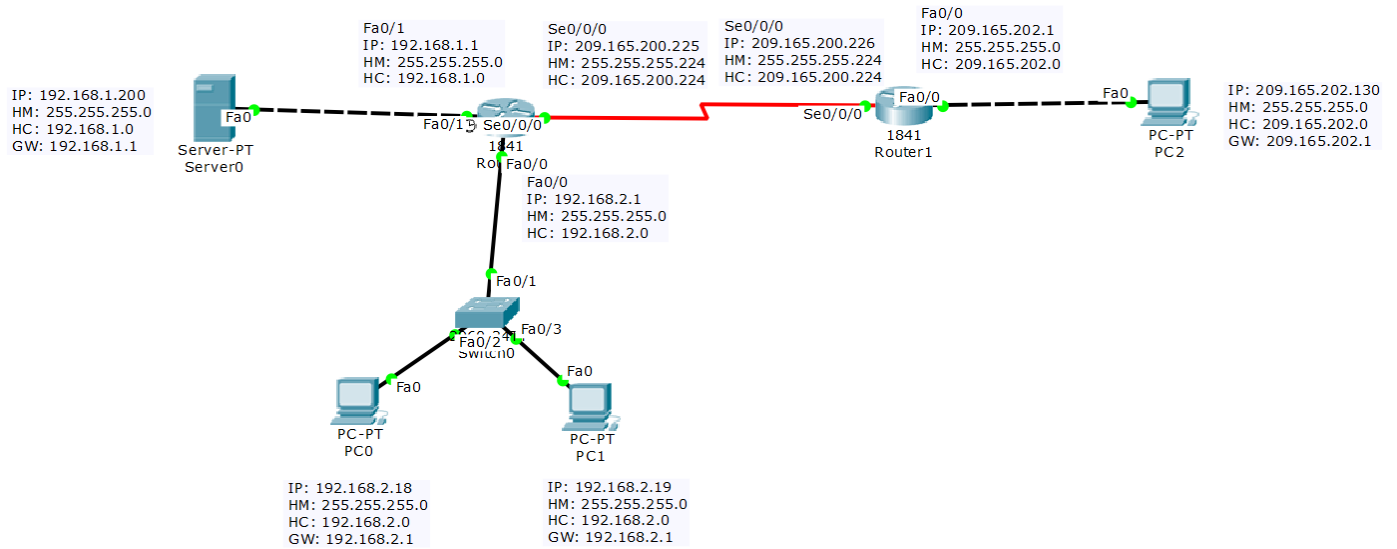 Fa0/1
IP: 192.168.1.1
HM: 255.255.255.0
HC: 192.168.1.0
Se0/0/0
IP: 209.165.200.225
HM: 255.255.255.224
HC: 209.165.200.224
Se0/0/0
IP: 209.165.200.226
HM: 255.255.255.224
HC: 209.165.200.224
Fa0/0
IP: 209.165.202.1
HM: 255.255.255.0
HC: 209.165.202.0
IP: 192.168.1.200
HM: 255.255.255.0
HC: 192.168.1.0
GW: 192.168.1.1
Fa0
Server-PT
Server0
Fa0/1
Se0/0/0
1841
Fa0/0
Se0/0/0
Fa0/0
1841
Router1
Fa0
PC-PT
PC2
IP: 209.165.202.130
HM: 255.255.255.0
HC: 209.165.202.0
GW: 209.165.202.1
Fa0/0
IP: 192.168.2.1
HM: 255.255.255.0
HC: 192.168.2.0
Fa0/1
Fa0/3
Fa0/2
Switch0
Fa0
PC-PT
PC0
Fa0
PC-PT
PC1
IP: 192.168.2.18
HM: 255.255.255.0
HC: 192.168.2.0
GW: 192.168.2.1
IP: 192.168.2.19
HM: 255.255.255.0
HC: 192.168.2.0
GW: 192.168.2.1